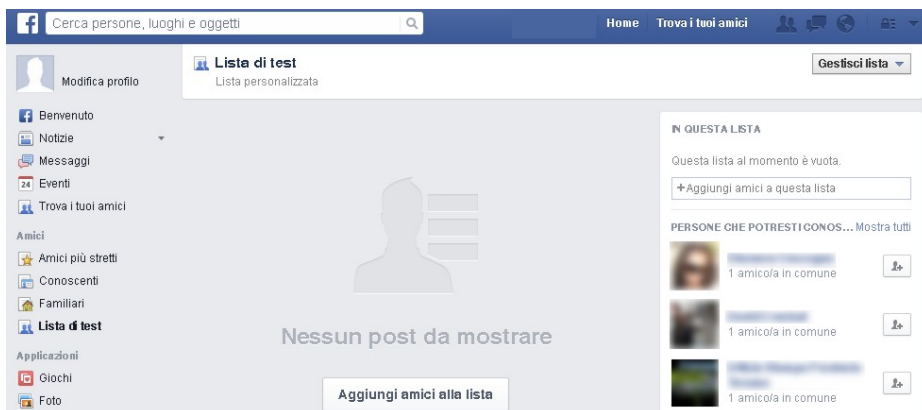 Cerca persone, luoghi e oggetti
Home Trova i tuoi amici
Modifica profilo
Benvenuto
Notizie
Messaggi
24 Eventi
Trova i tuoi amici
Amici
Amici più stretti
Conoscenti
Familiari
Lista di test
Applicazioni
Giochi
Foto
Lista di test
Lista personalizzata
Gestisci lista
Nessun post da mostrare
Aggiungi amici alla lista
IN QUESTA LISTA
Questa lista al momento è vuota.
+Aggiungi amici a questa lista
PERSONE CHE POTRESTI CONOS... Mostra tutti
1 amico/a in comune
1 amico/a in comune
1 amico/a in comune